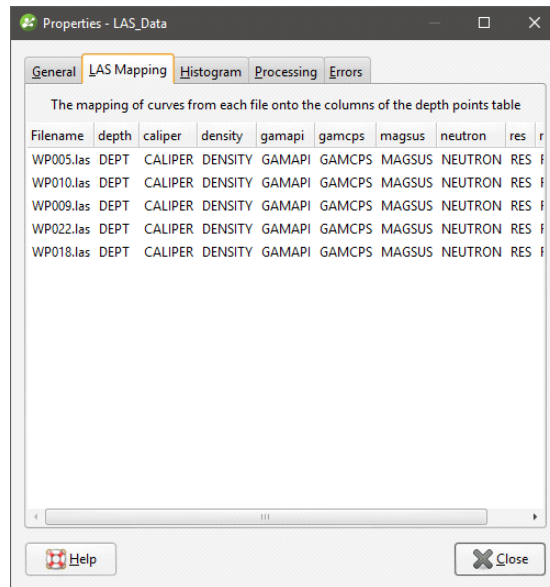 Properties - LAS_Data
General LAS Mapping Histogram Processing Errors
The mapping of curves from each file onto the columns of the depth points table
Filename depth caliper density gamapi gamcps magsus neutron res
WP005.las DEPT CALIPER DENSITY GAMAPI GAMCPS MAGSUS NEUTRON RES
WP010.las DEPT CALIPER DENSITY GAMAPI GAMCPS MAGSUS NEUTRON RES
WP009.las DEPT CALIPER DENSITY GAMAPI GAMCPS MAGSUS NEUTRON RES
WP022.las DEPT CALIPER DENSITY GAMAPI GAMCPS MAGSUS NEUTRON RES
WP018.las DEPT CALIPER DENSITY GAMAPI GAMCPS MAGSUS NEUTRON RES
Help Close